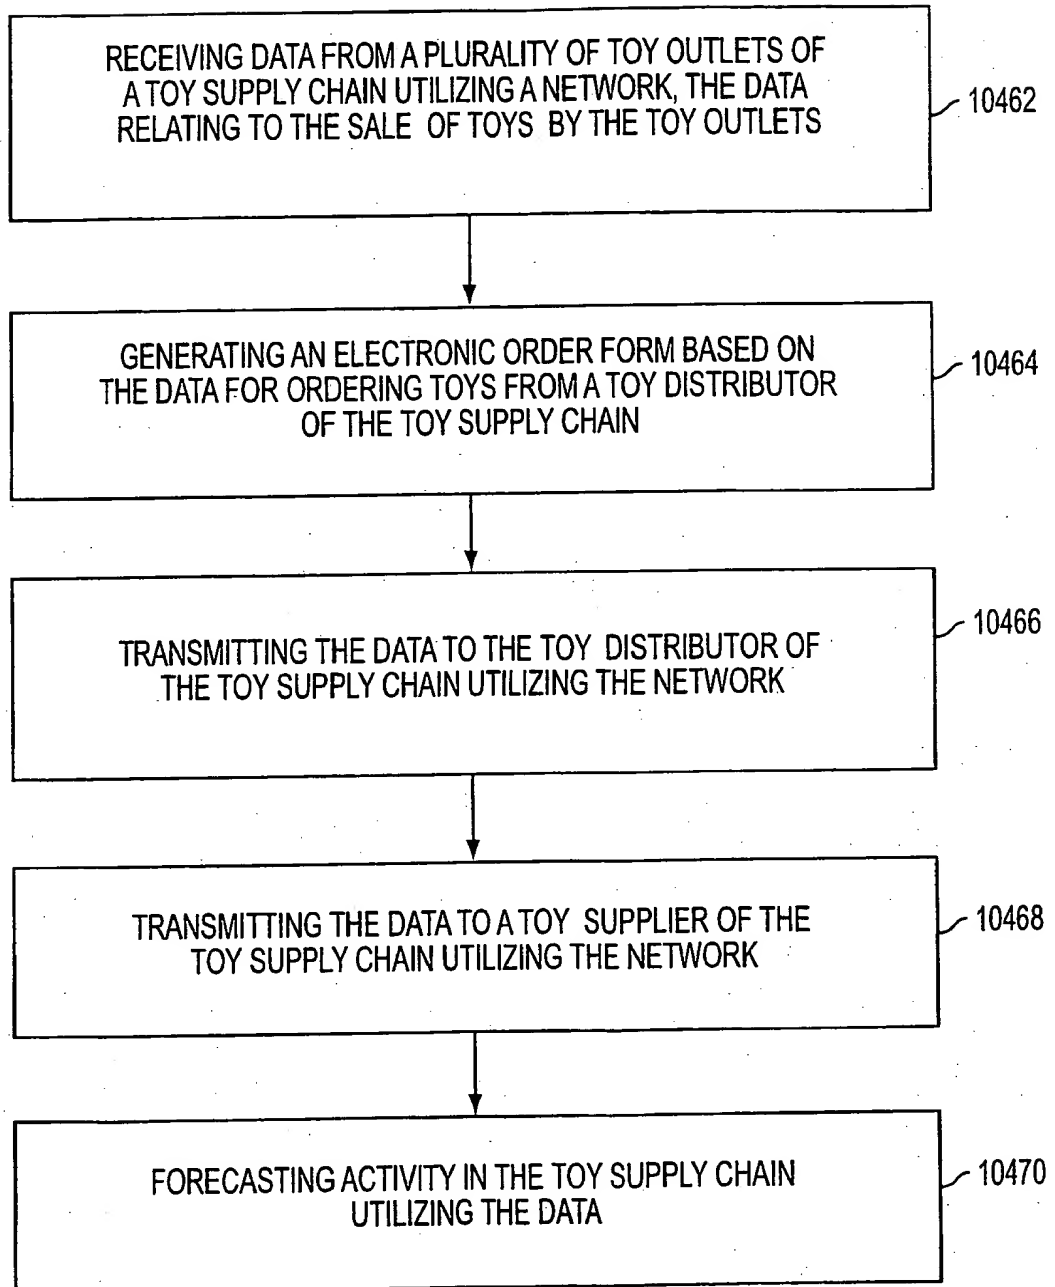 RECEIVING DATA FROM A PLURALITY OF TOY OUTLETS OF
A TOY SUPPLY CHAIN UTILIZING A NETWORK, THE DATA
RELATING TO THE SALE OF TOYS BY THE TOY OUTLETS
10462
GENERATING AN ELECTRONIC ORDER FORM BASED ON
THE DATA FOR ORDERING TOYS FROM A TOY DISTRIBUTOR
OF THE TOY SUPPLY CHAIN
10464
TRANSMITTING THE DATA TO THE TOY DISTRIBUTOR OF
THE TOY SUPPLY CHAIN UTILIZING THE NETWORK
10466
TRANSMITTING THE DATA TO A TOY SUPPLIER OF THE
TOY SUPPLY CHAIN UTILIZING THE NETWORK
10468
FORECASTING ACTIVITY IN THE TOY SUPPLY CHAIN
UTILIZING THE DATA
10470